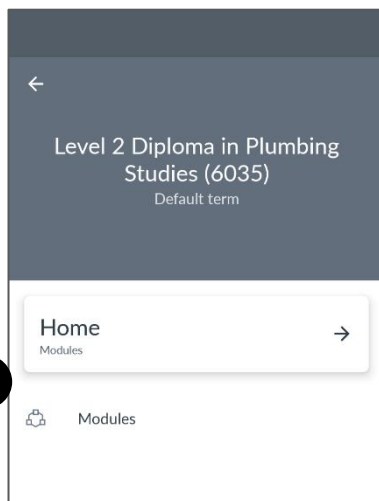 Level 2 Diploma in Plumbing
Studies (6035)
Default term
Home
Modules
Modules